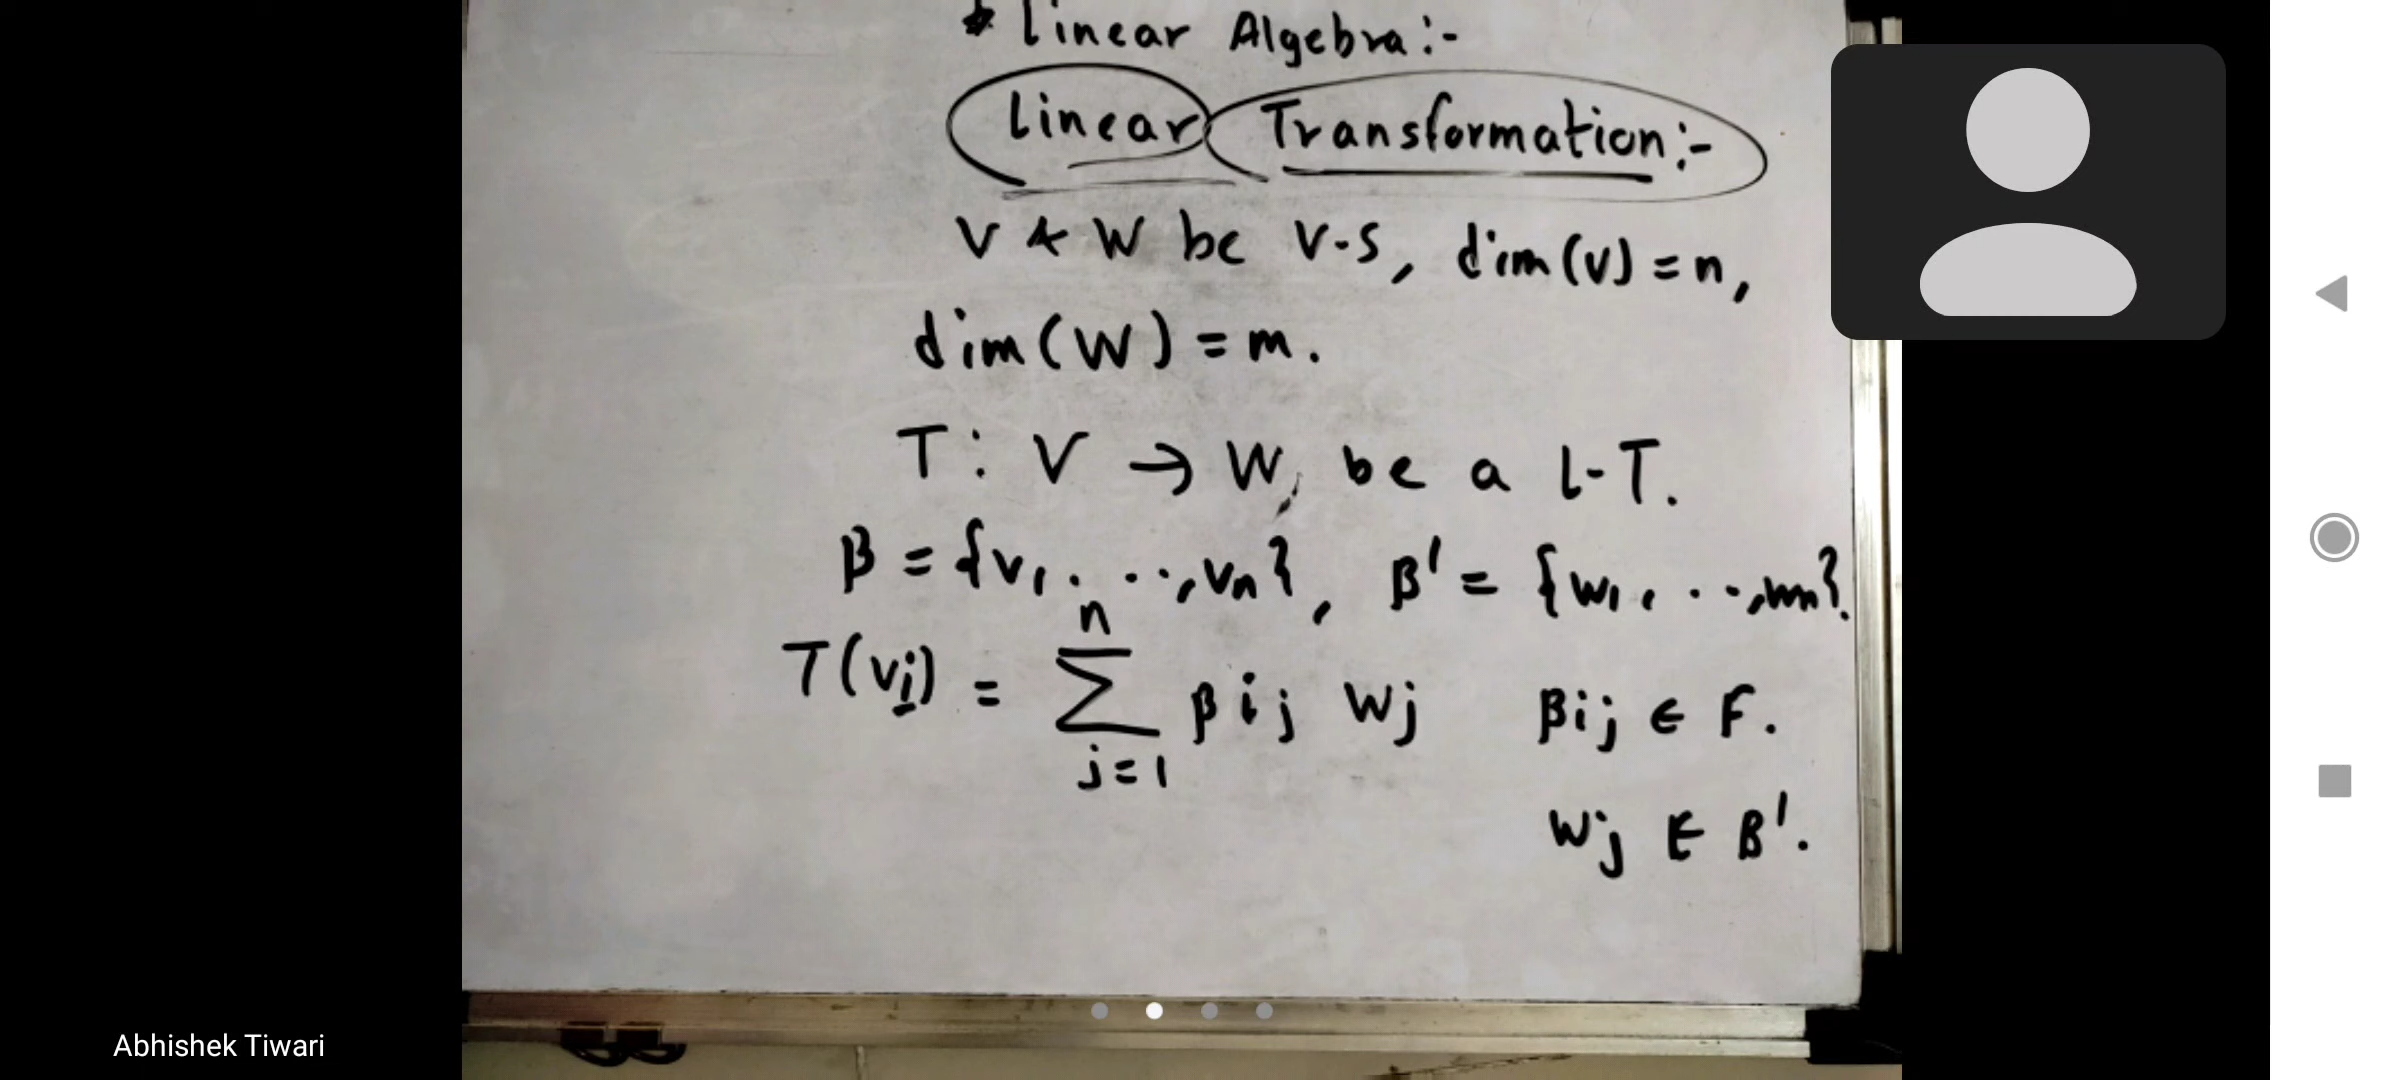 * Linear Algebra:-
Linear Transformation:-
V & W be V-S, dim(V) = n,
dim(W) = m.
T: V → W, be a L-T.
β = {v1, . . ., vn}, β' = {w1, . . ., wm}.
T(vi) = n∑j=1 βij wj βij ∈ F.
wj ∈ β'.
Abhishek Tiwari